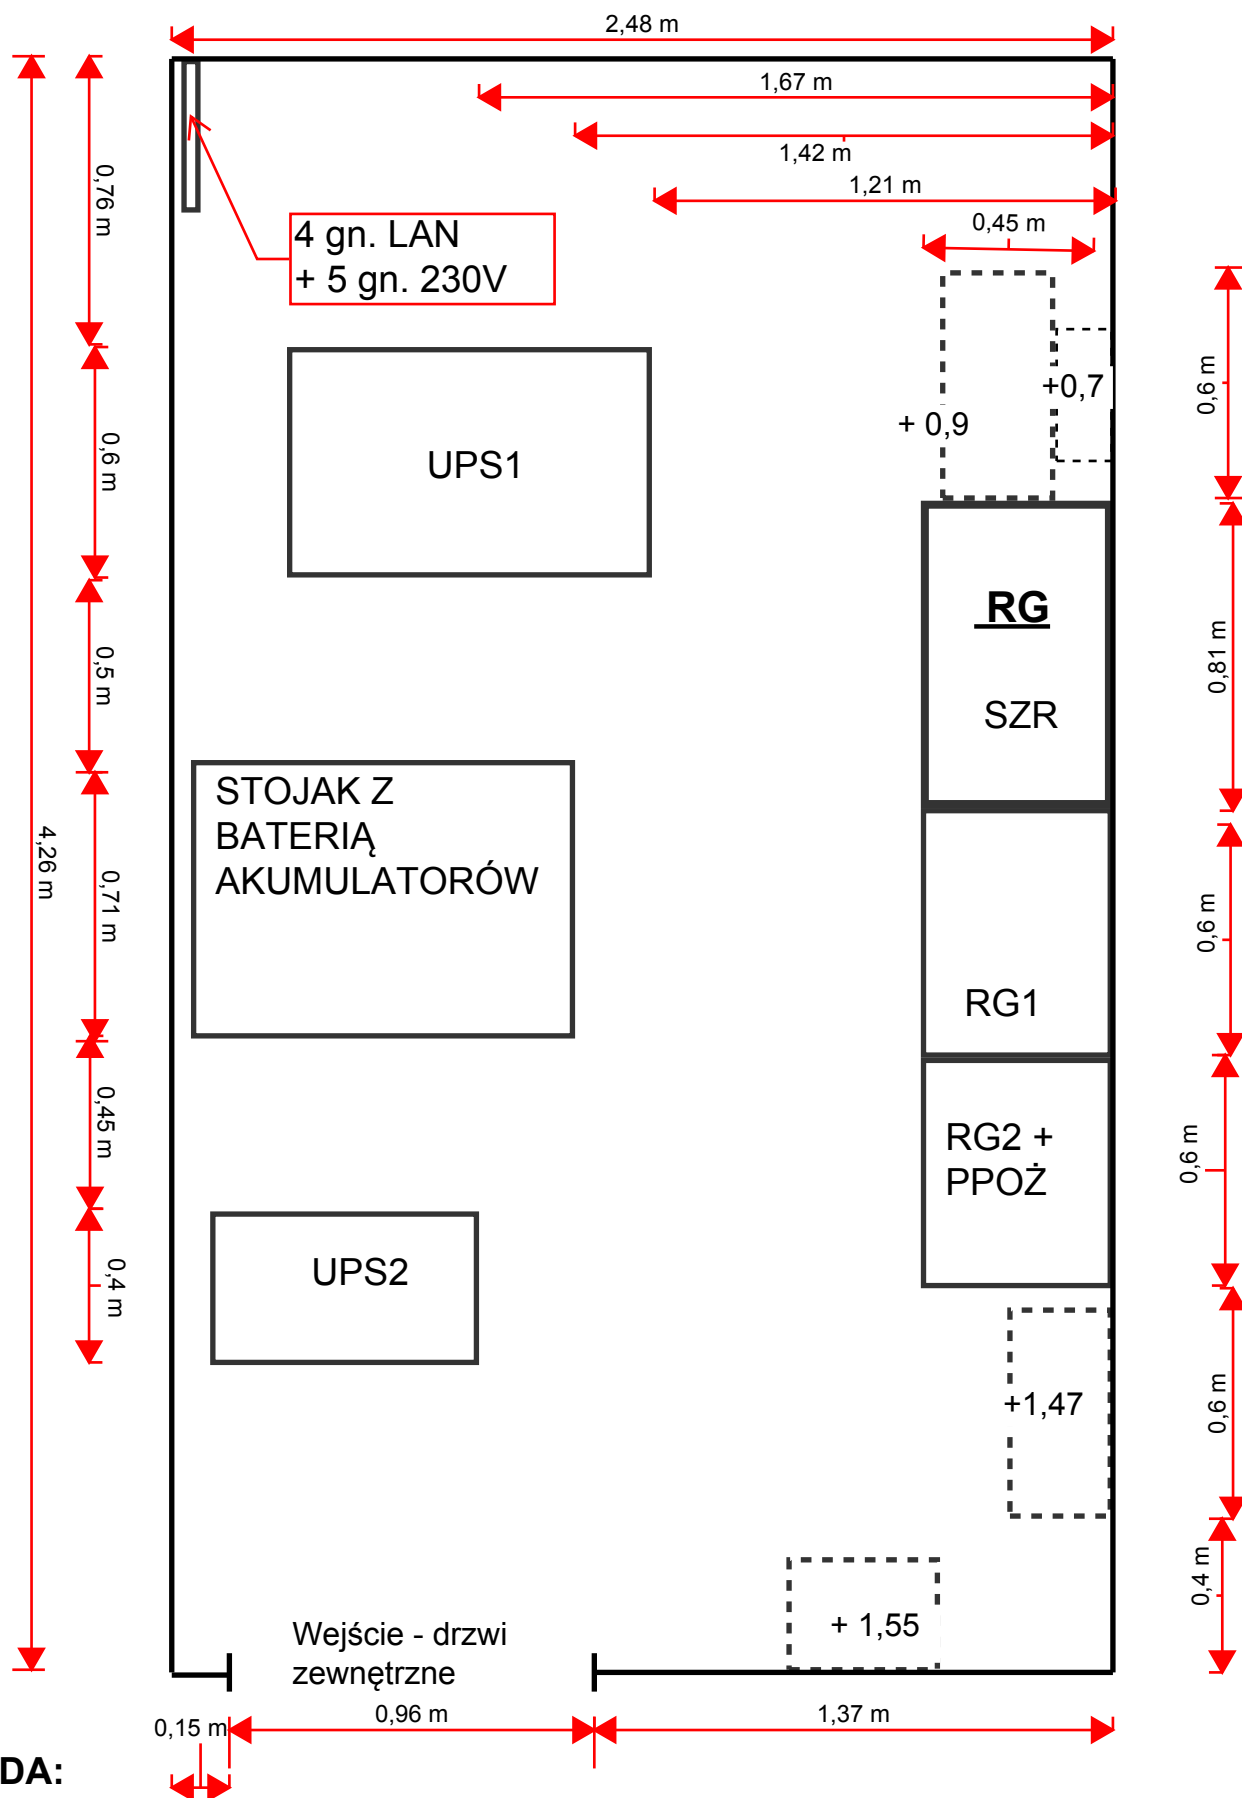 2,48 m
1,67 m
1,42 m
1,21 m
0,45 m
0,76 m
4 gn. LAN
+ 5 gn. 230V
0,6 m
+0,7
+ 0,9
0,6 m
UPS1
RG
0,5 m
0,81 m
SZR
STOJAK Z
BATERIĄ
AKUMULATORÓW
4,26 m
0,71 m
0,6 m
RG1
0,45 m
RG2 +
PPOŻ
0,6 m
UPS2
0,4 m
+1,47
0,6 m
0,4 m
+ 1,55
Wejście - drzwi
zewnętrzne
0,15 m
0,96 m
1,37 m
DA: